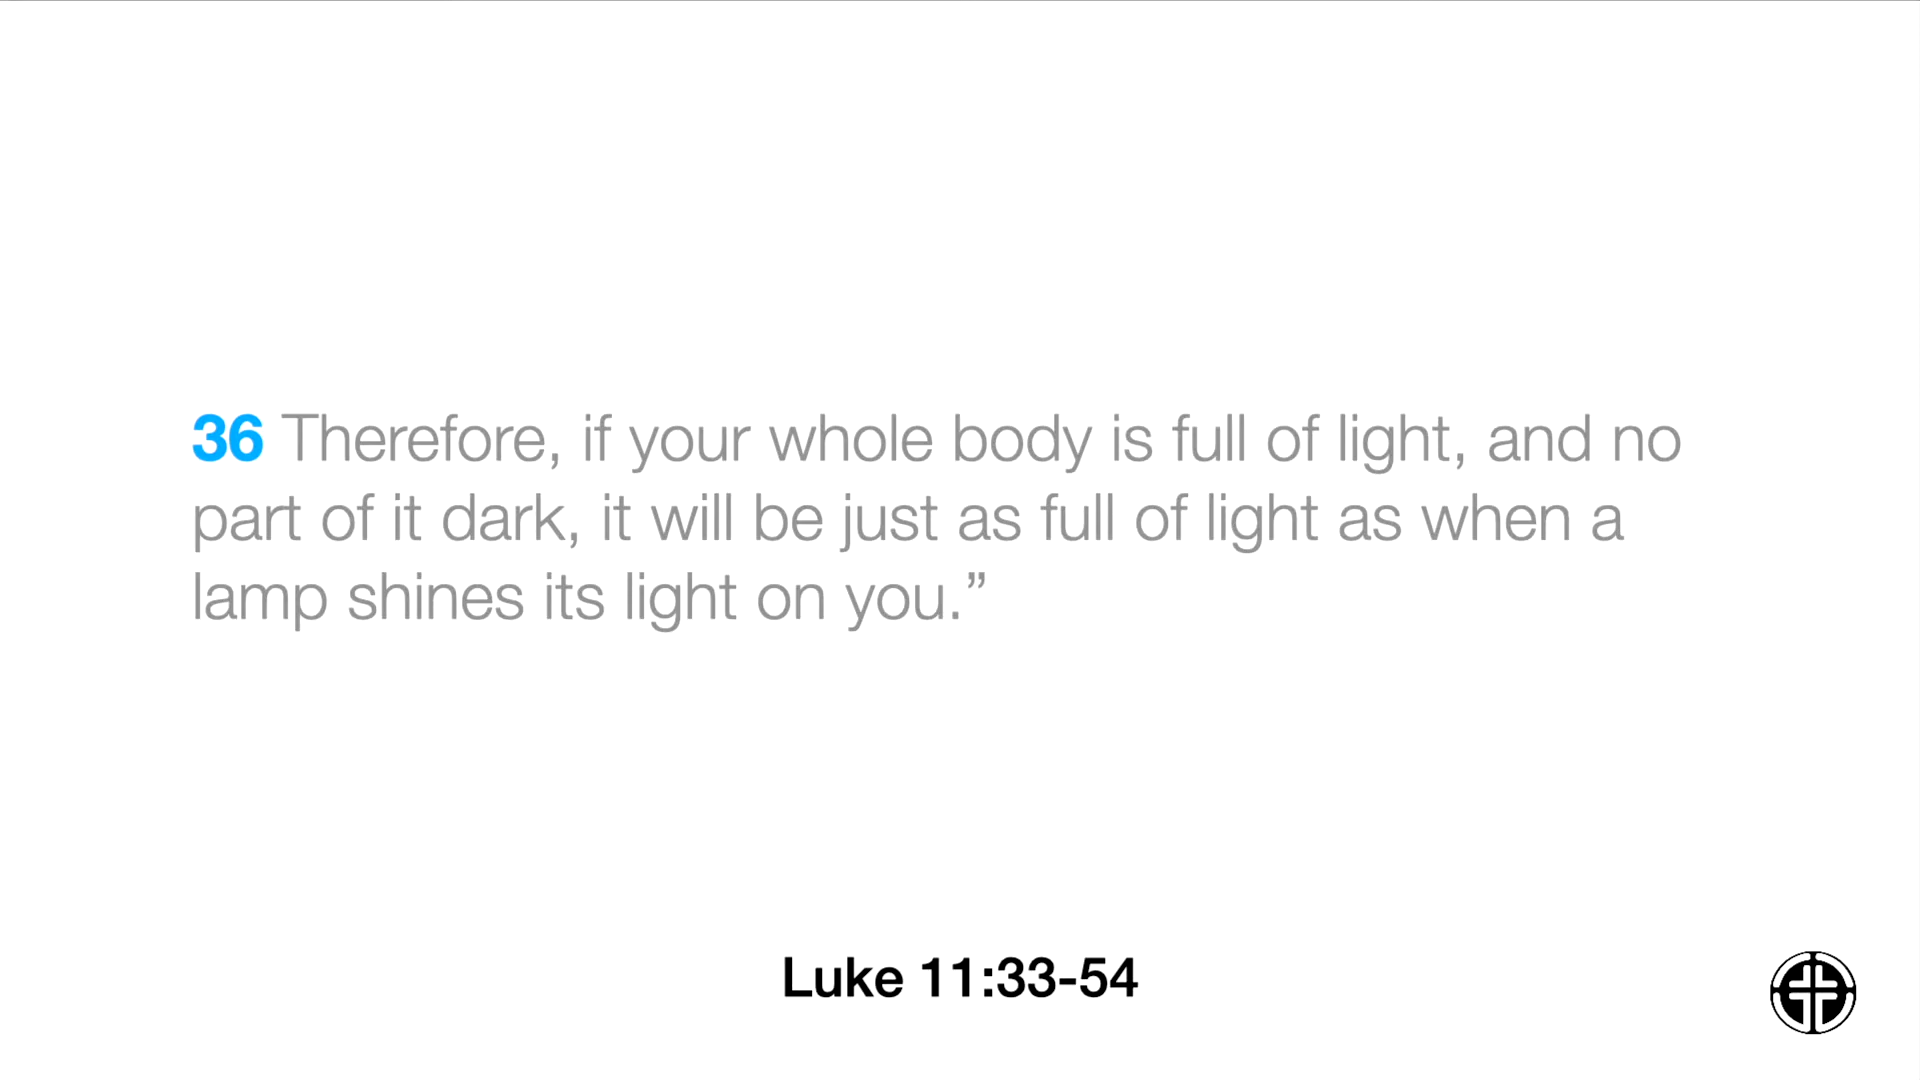 36 Therefore, if your whole body is full of light, and no
part of it dark, it will be just as full of light as when a
lamp shines its light on you.”
Luke 11:33-54